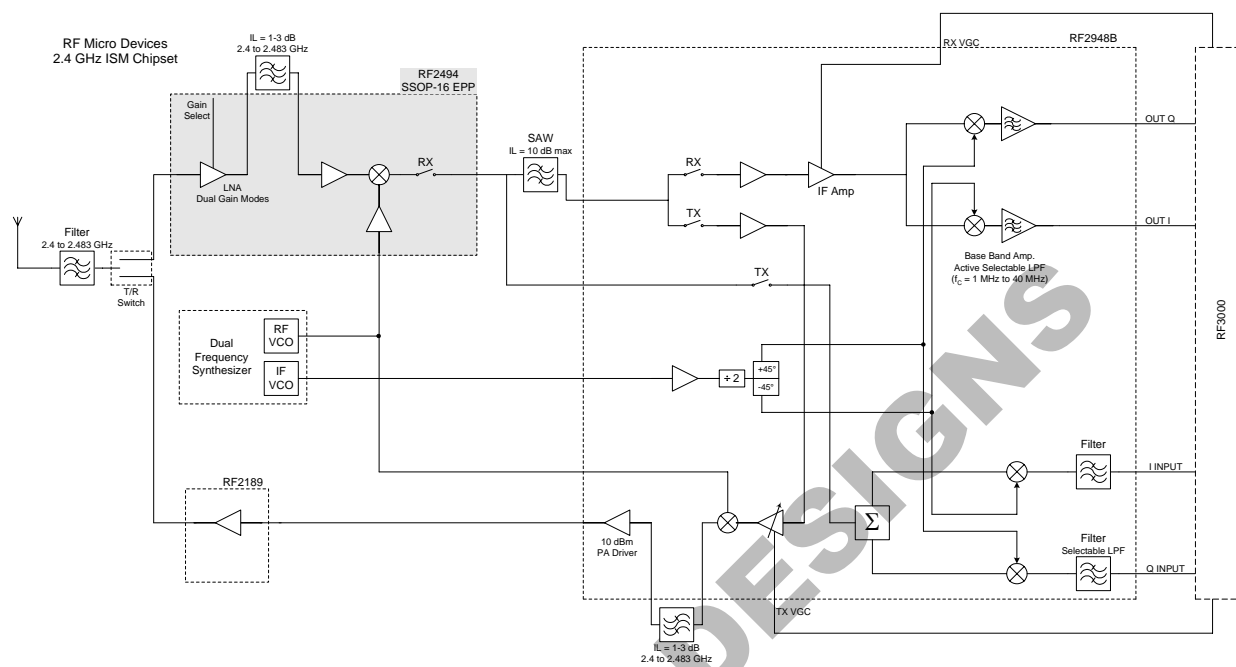 RF Micro Devices
2.4 GHz ISM Chipset
IL = 1-3 dB
2.4 to 2.483 GHz
RF2494
SSOP-16 EPP
Gain
Select
LNA
Dual Gain Modes
RX
SAW
IL = 10 dB max
RX VGC
RF2948B
RX
IF Amp
TX
OUT Q
OUT I
Base Band Amp.
Active Selectable LPF
(fC = 1 MHz to 40 MHz)
Filter
2.4 to 2.483 GHz
T/R
Switch
TX
RF3000
Dual
Frequency
Synthesizer
RF
VCO
IF
VCO
÷ 2
+45°
-45°
RF2189
10 dBm
PA Driver
Σ
Filter
I INPUT
Filter
Selectable LPF
Q INPUT
TX VGC
IL = 1-3 dB
2.4 to 2.483 GHz
DESIGNS